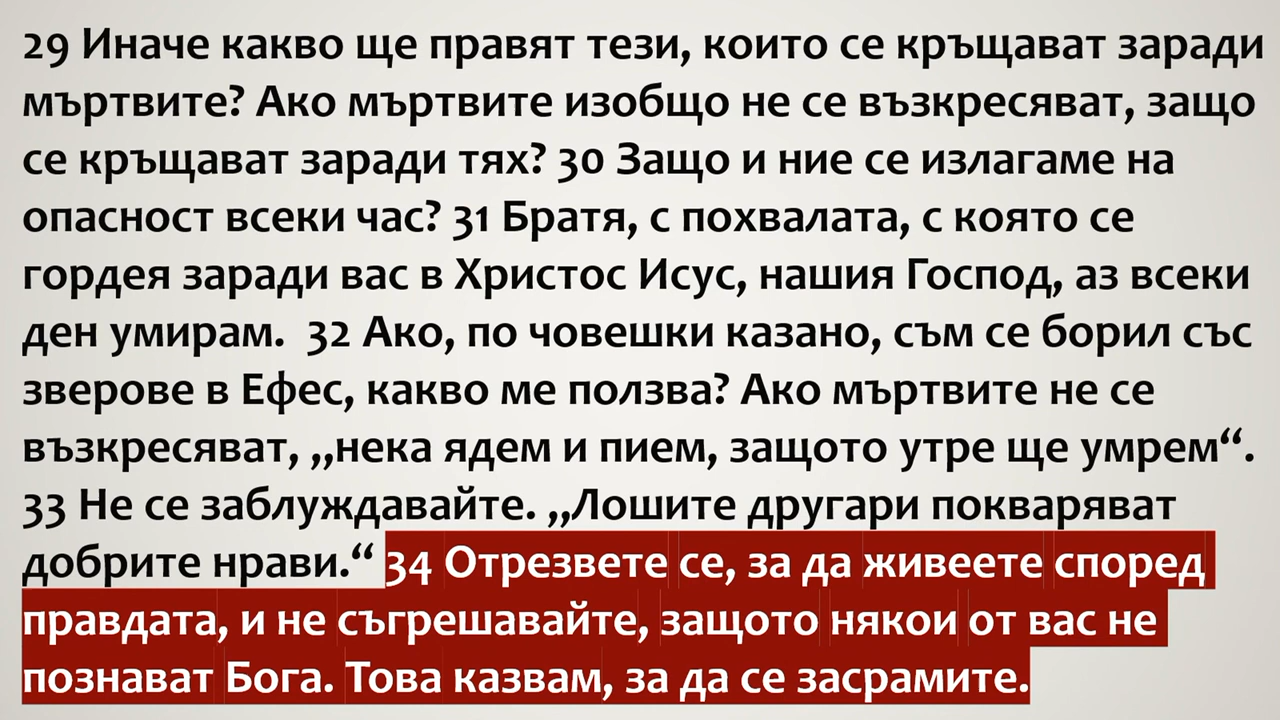 29 Иначе какво ще правят тези, които се кръщават заради
мъртвите? Ако мъртвите изобщо не се възкресяват, защо
се кръщават заради тях? 30 Защо и ние се излагаме на
опасност всеки час? 31 Братя, с похвалата, с която се
гордея заради вас в Христос Исус, нашия Господ, аз всеки
ден умирам.  32 Ако, по човешки казано, съм се борил със
зверове в Ефес, какво ме ползва? Ако мъртвите не се
възкресяват, „нека ядем и пием, защото утре ще умрем“.
33 Не се заблуждавайте. „Лошите другари покваряват
добрите нрави.“ 34 Отрезвете се, за да живеете според
правдата, и не съгрешавайте, защото някои от вас не
познават Бога. Това казвам, за да се засрамите.